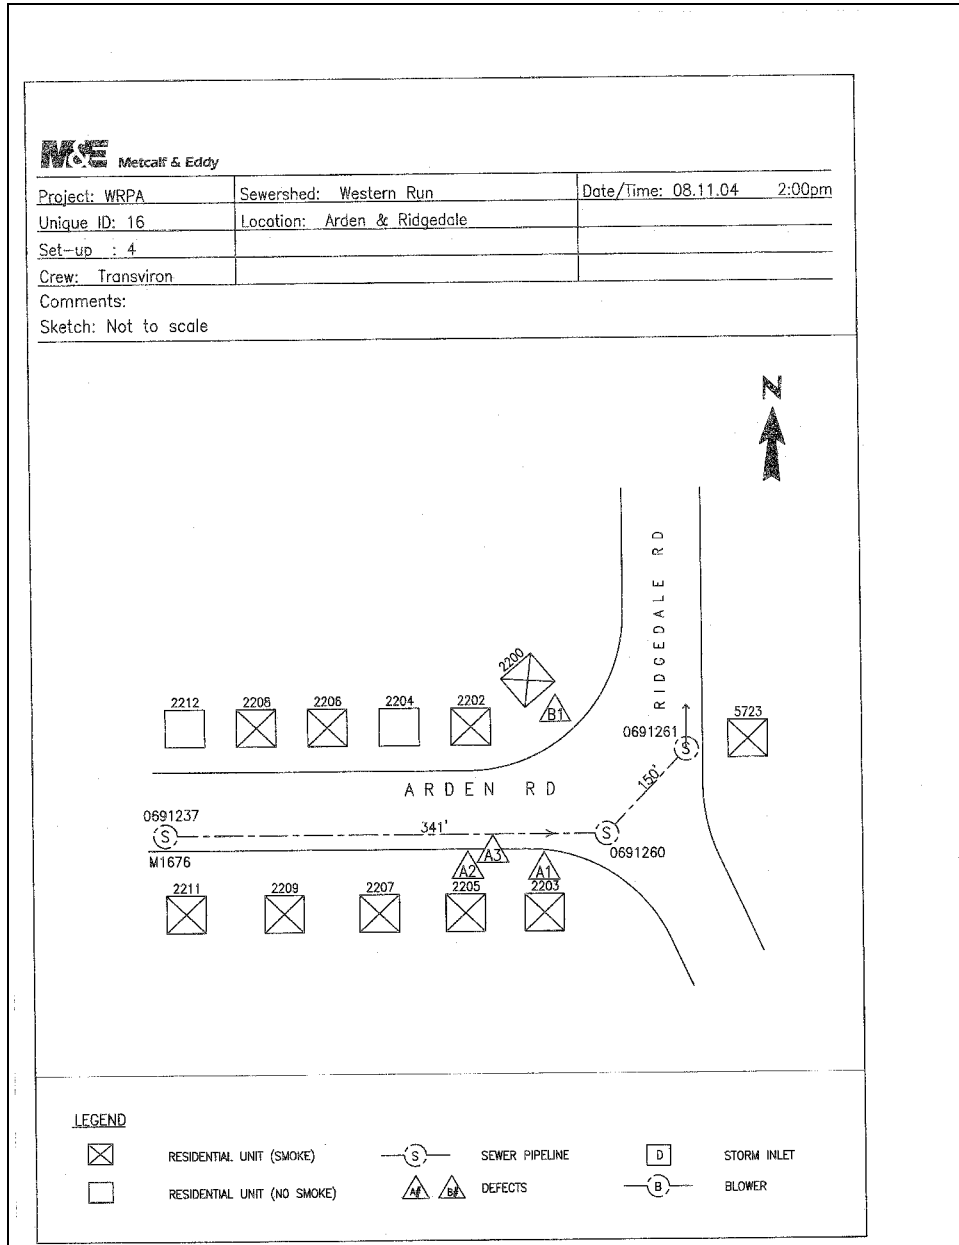 M&E Metcalf & Eddy
Project: WRPA Sewershed: Western Run Date/Time: 08.11.04 2:00pm
Unique ID: 16 Location: Arden & Ridgedale
Set-up : 4
Crew: Transviron
Comments:
Sketch: Not to scale
N
RIDGEDALE RD
2200
2212 2208 2206 2204 2202
B1
5723
0691261
S
150'
ARDEN RD
0691237
341'
S
S
M1676
0691260
A3
A2
A1
2211 2209 2207 2205 2203
LEGEND
RESIDENTIAL UNIT (SMOKE) S SEWER PIPELINE D STORM INLET
RESIDENTIAL UNIT (NO SMOKE) A# B# DEFECTS B BLOWER